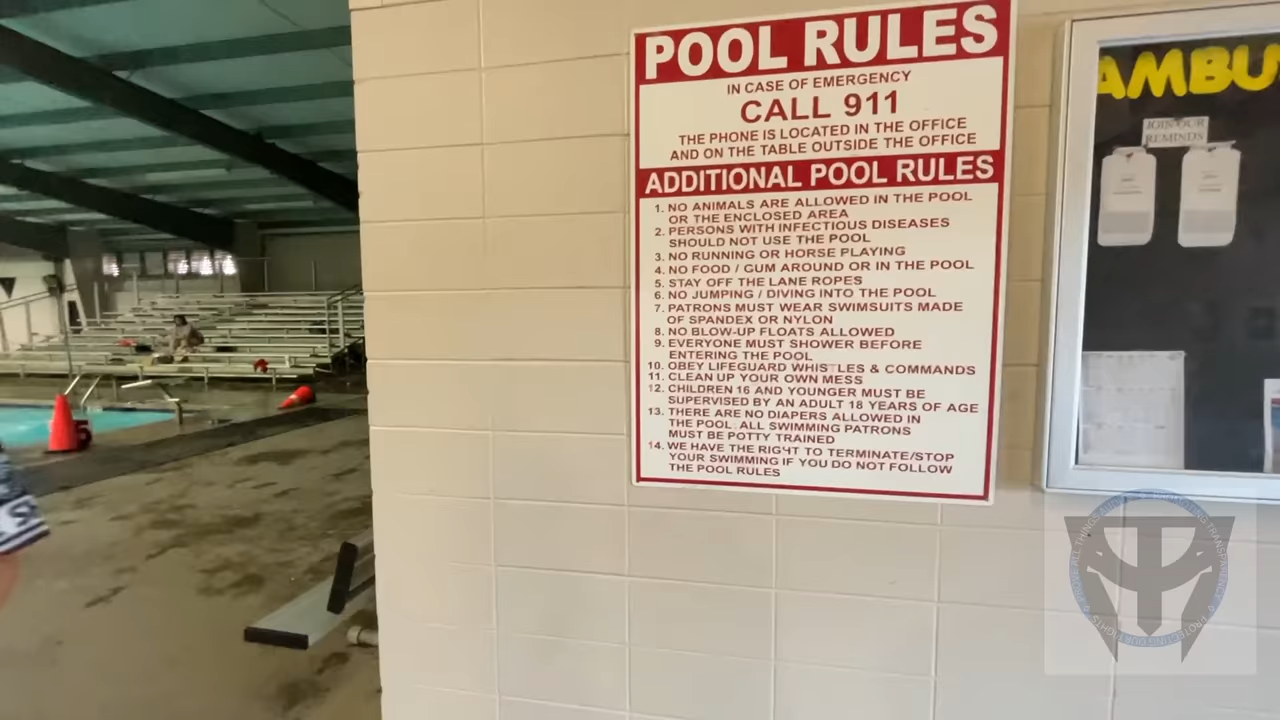 POOL RULES
IN CASE OF EMERGENCY
CALL 911
THE PHONE IS LOCATED IN THE OFFICE
AND ON THE TABLE OUTSIDE THE OFFICE
ADDITIONAL POOL RULES
1. NO ANIMALS ARE ALLOWED IN THE POOL
OR THE ENCLOSED AREA
2. PERSONS WITH INFECTIOUS DISEASES
SHOULD NOT USE THE POOL
3. NO RUNNING OR HORSE PLAYING
4. NO FOOD / GUM AROUND OR IN THE POOL
5. STAY OFF THE LANE ROPES
6. NO JUMPING / DIVING INTO THE POOL
7. PATRONS MUST WEAR SWIMSUITS MADE
OF SPANDEX OR NYLON
8. NO BLOW-UP FLOATS ALLOWED
9. EVERYONE MUST SHOWER BEFORE
ENTERING THE POOL
10. OBEY LIFEGUARD WHISTLES & COMMANDS
11. CLEAN UP YOUR OWN MESS
12. CHILDREN 16 AND YOUNGER MUST BE
SUPERVISED BY AN ADULT 18 YEARS OF AGE
13. THERE ARE NO DIAPERS ALLOWED IN
THE POOL. ALL SWIMMING PATRONS
MUST BE POTTY TRAINED
14. WE HAVE THE RIGHT TO TERMINATE/STOP
YOUR SWIMMING IF YOU DO NOT FOLLOW
THE POOL RULES
AMBU
JOIN OUR
REMINDS